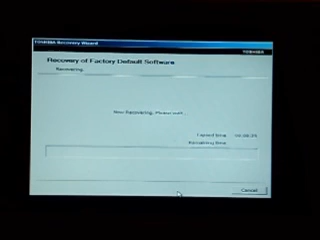 TOSHIBA Recovery Wizard
TOSHIBA
Recovery of Factory Default Software
Recovering
Now Recovering. Please wait...
Elapsed time:
Remaining time:
Cancel